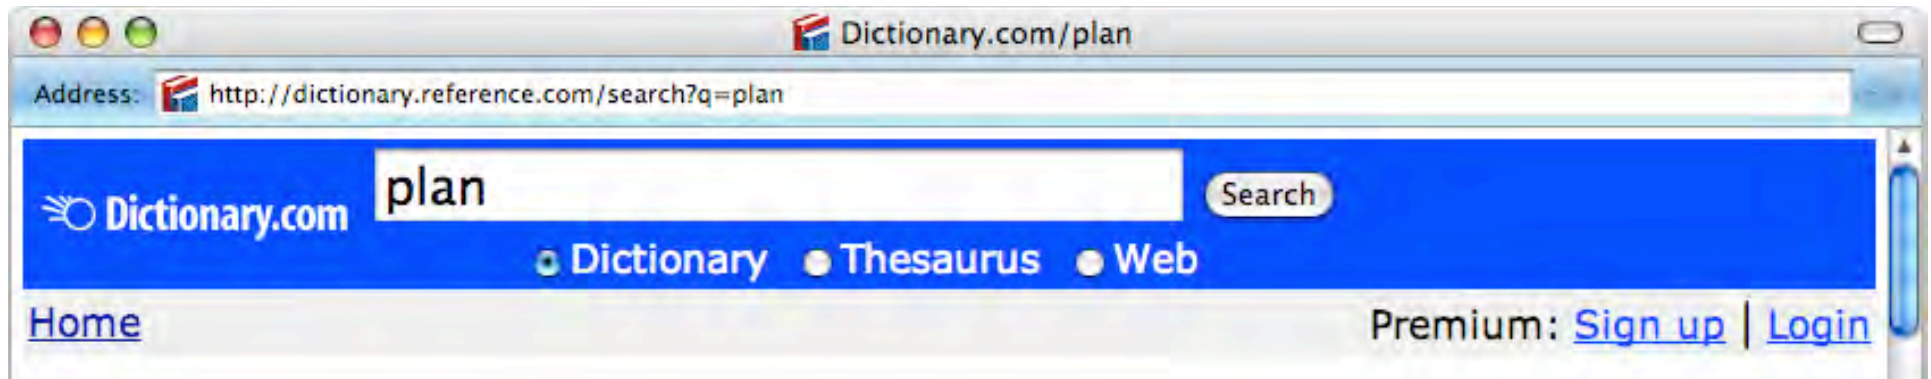 Dictionary.com/plan
Address: http://dictionary.reference.com/search?q=plan
Dictionary.com plan Search
Dictionary Thesaurus Web
Home Premium: Sign up | Login